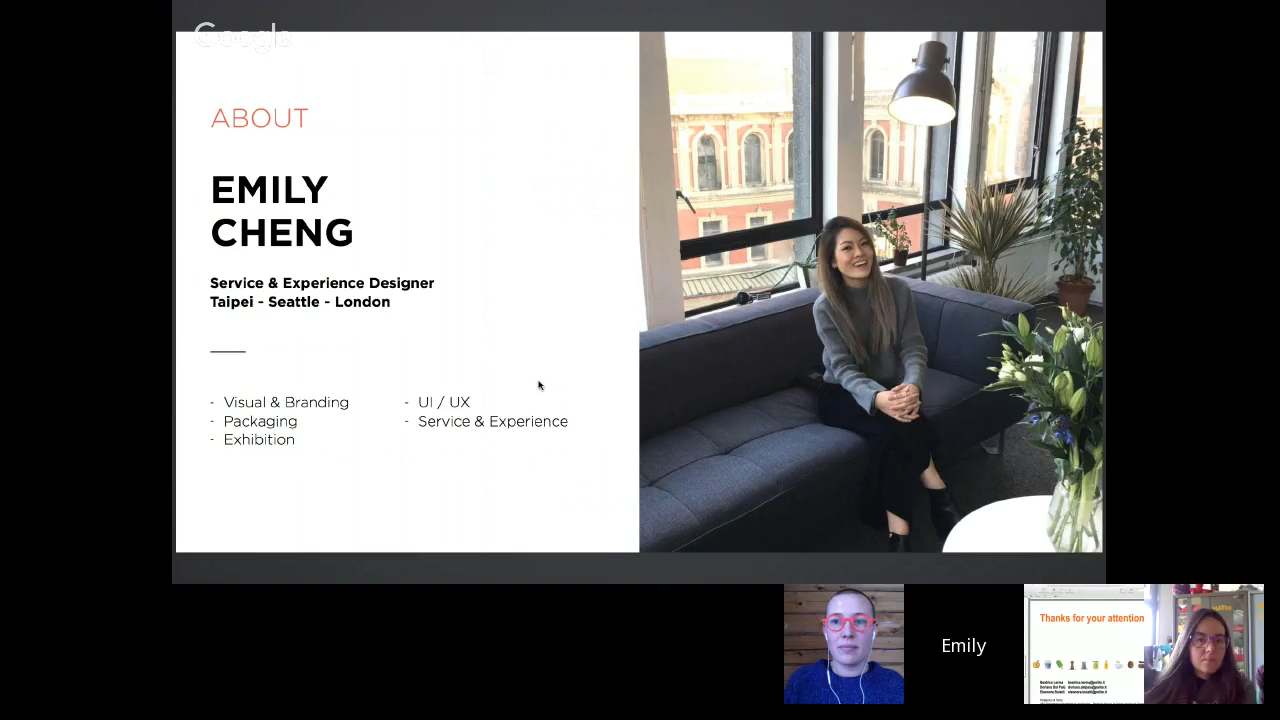 Google
ABOUT
EMILY
CHENG
Service & Experience Designer
Taipei - Seattle - London
- Visual & Branding
- Packaging
- Exhibition
- UI / UX
- Service & Experience
Emily
Thanks for your attention